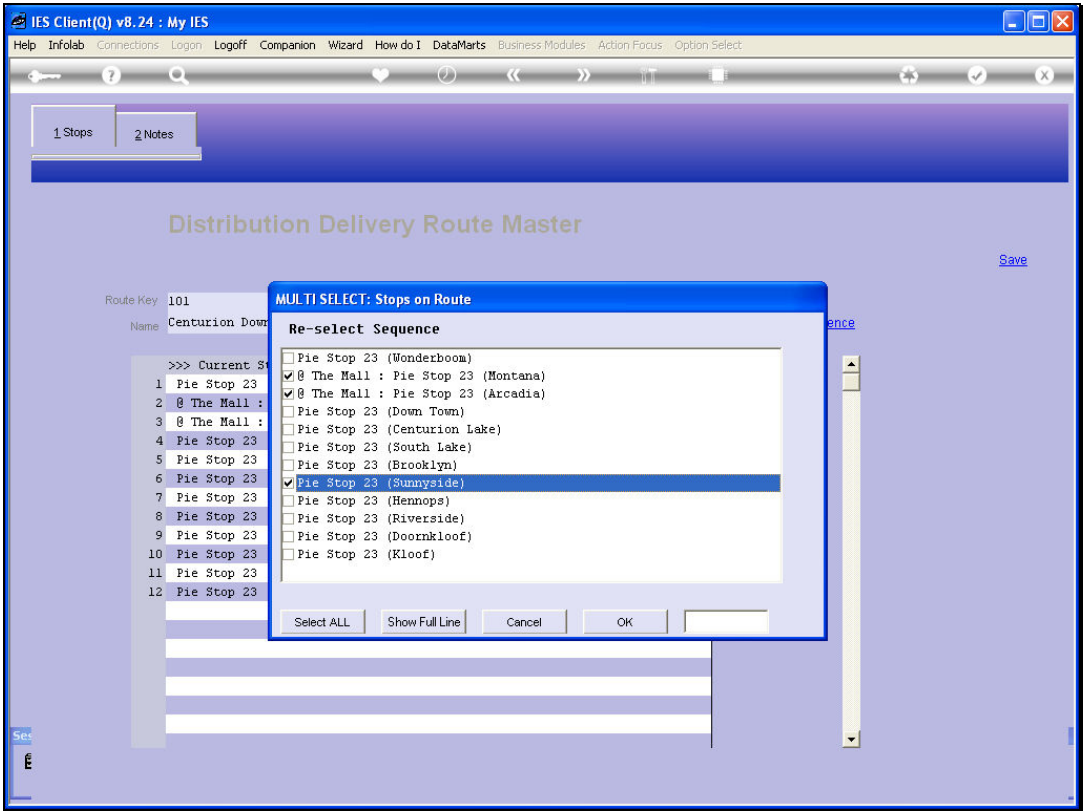 IES Client(Q) v8.24 : My IES
Help Infolab Connections Logon Logoff Companion Wizard How do I DataMarts Business Modules Action Focus Option Select
1 Stops 2 Notes
Distribution Delivery Route Master
Save
Route Key 101
Name Centurion Down
ence
>>> Current St
1 Pie Stop 23
2 @ The Mall :
3 @ The Mall :
4 Pie Stop 23
5 Pie Stop 23
6 Pie Stop 23
7 Pie Stop 23
8 Pie Stop 23
9 Pie Stop 23
10 Pie Stop 23
11 Pie Stop 23
12 Pie Stop 23
MULTI SELECT: Stops on Route
Re-select Sequence
Pie Stop 23 (Wonderboom)
@ The Mall : Pie Stop 23 (Montana)
@ The Mall : Pie Stop 23 (Arcadia)
Pie Stop 23 (Down Town)
Pie Stop 23 (Centurion Lake)
Pie Stop 23 (South Lake)
Pie Stop 23 (Brooklyn)
Pie Stop 23 (Sunnyside)
Pie Stop 23 (Hennops)
Pie Stop 23 (Riverside)
Pie Stop 23 (Doornkloof)
Pie Stop 23 (Kloof)
Select ALL Show Full Line Cancel OK
Ses